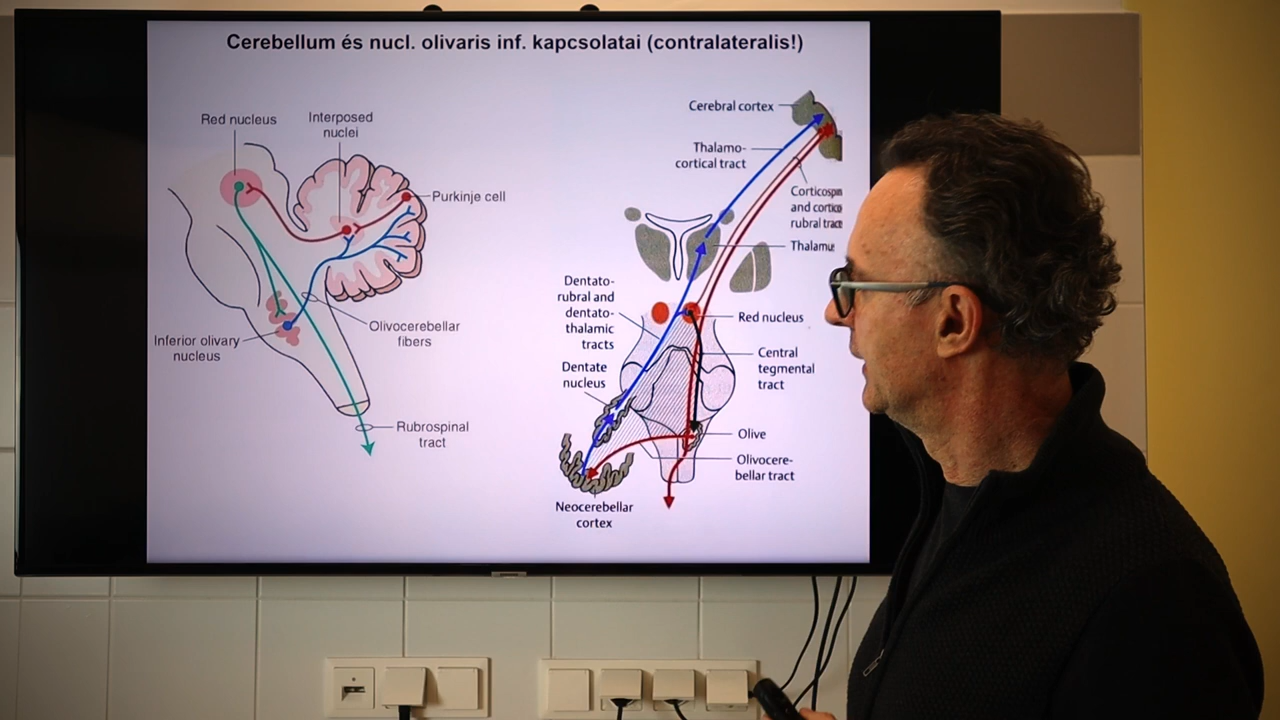 Cerebellum és nucl. olivaris inf. kapcsolatai (contralateralis!)
Red nucleus
Interposed
nuclei
Purkinje cell
Olivocerebellar
fibers
Inferior olivary
nucleus
Rubrospinal
tract
Cerebral cortex
Thalamo-
cortical tract
and
Dentato-
rubral and
dentato-
thalamic
tracts
Red nucleus
Dentate
nucleus
Central
tegmental
tract
Olive
Olivocere-
bellar tract
Neocerebellar
cortex